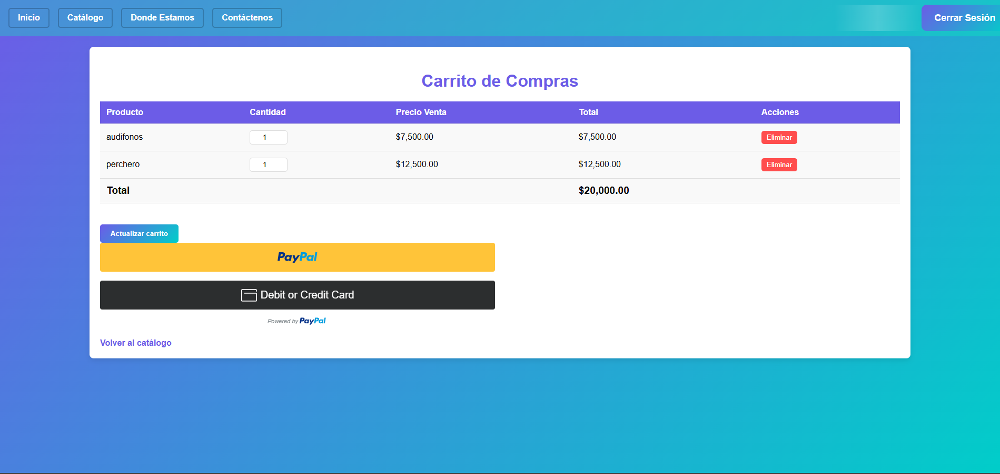 Inicio Catálogo Donde Estamos Contáctenos Cerrar Sesión
Carrito de Compras
Producto Cantidad Precio Venta Total Acciones
audifonos 1 $7,500.00 $7,500.00 Eliminar
perchero 1 $12,500.00 $12,500.00 Eliminar
Total $20,000.00
Actualizar carrito
PayPal
Debit or Credit Card
Powered by PayPal
Volver al catálogo